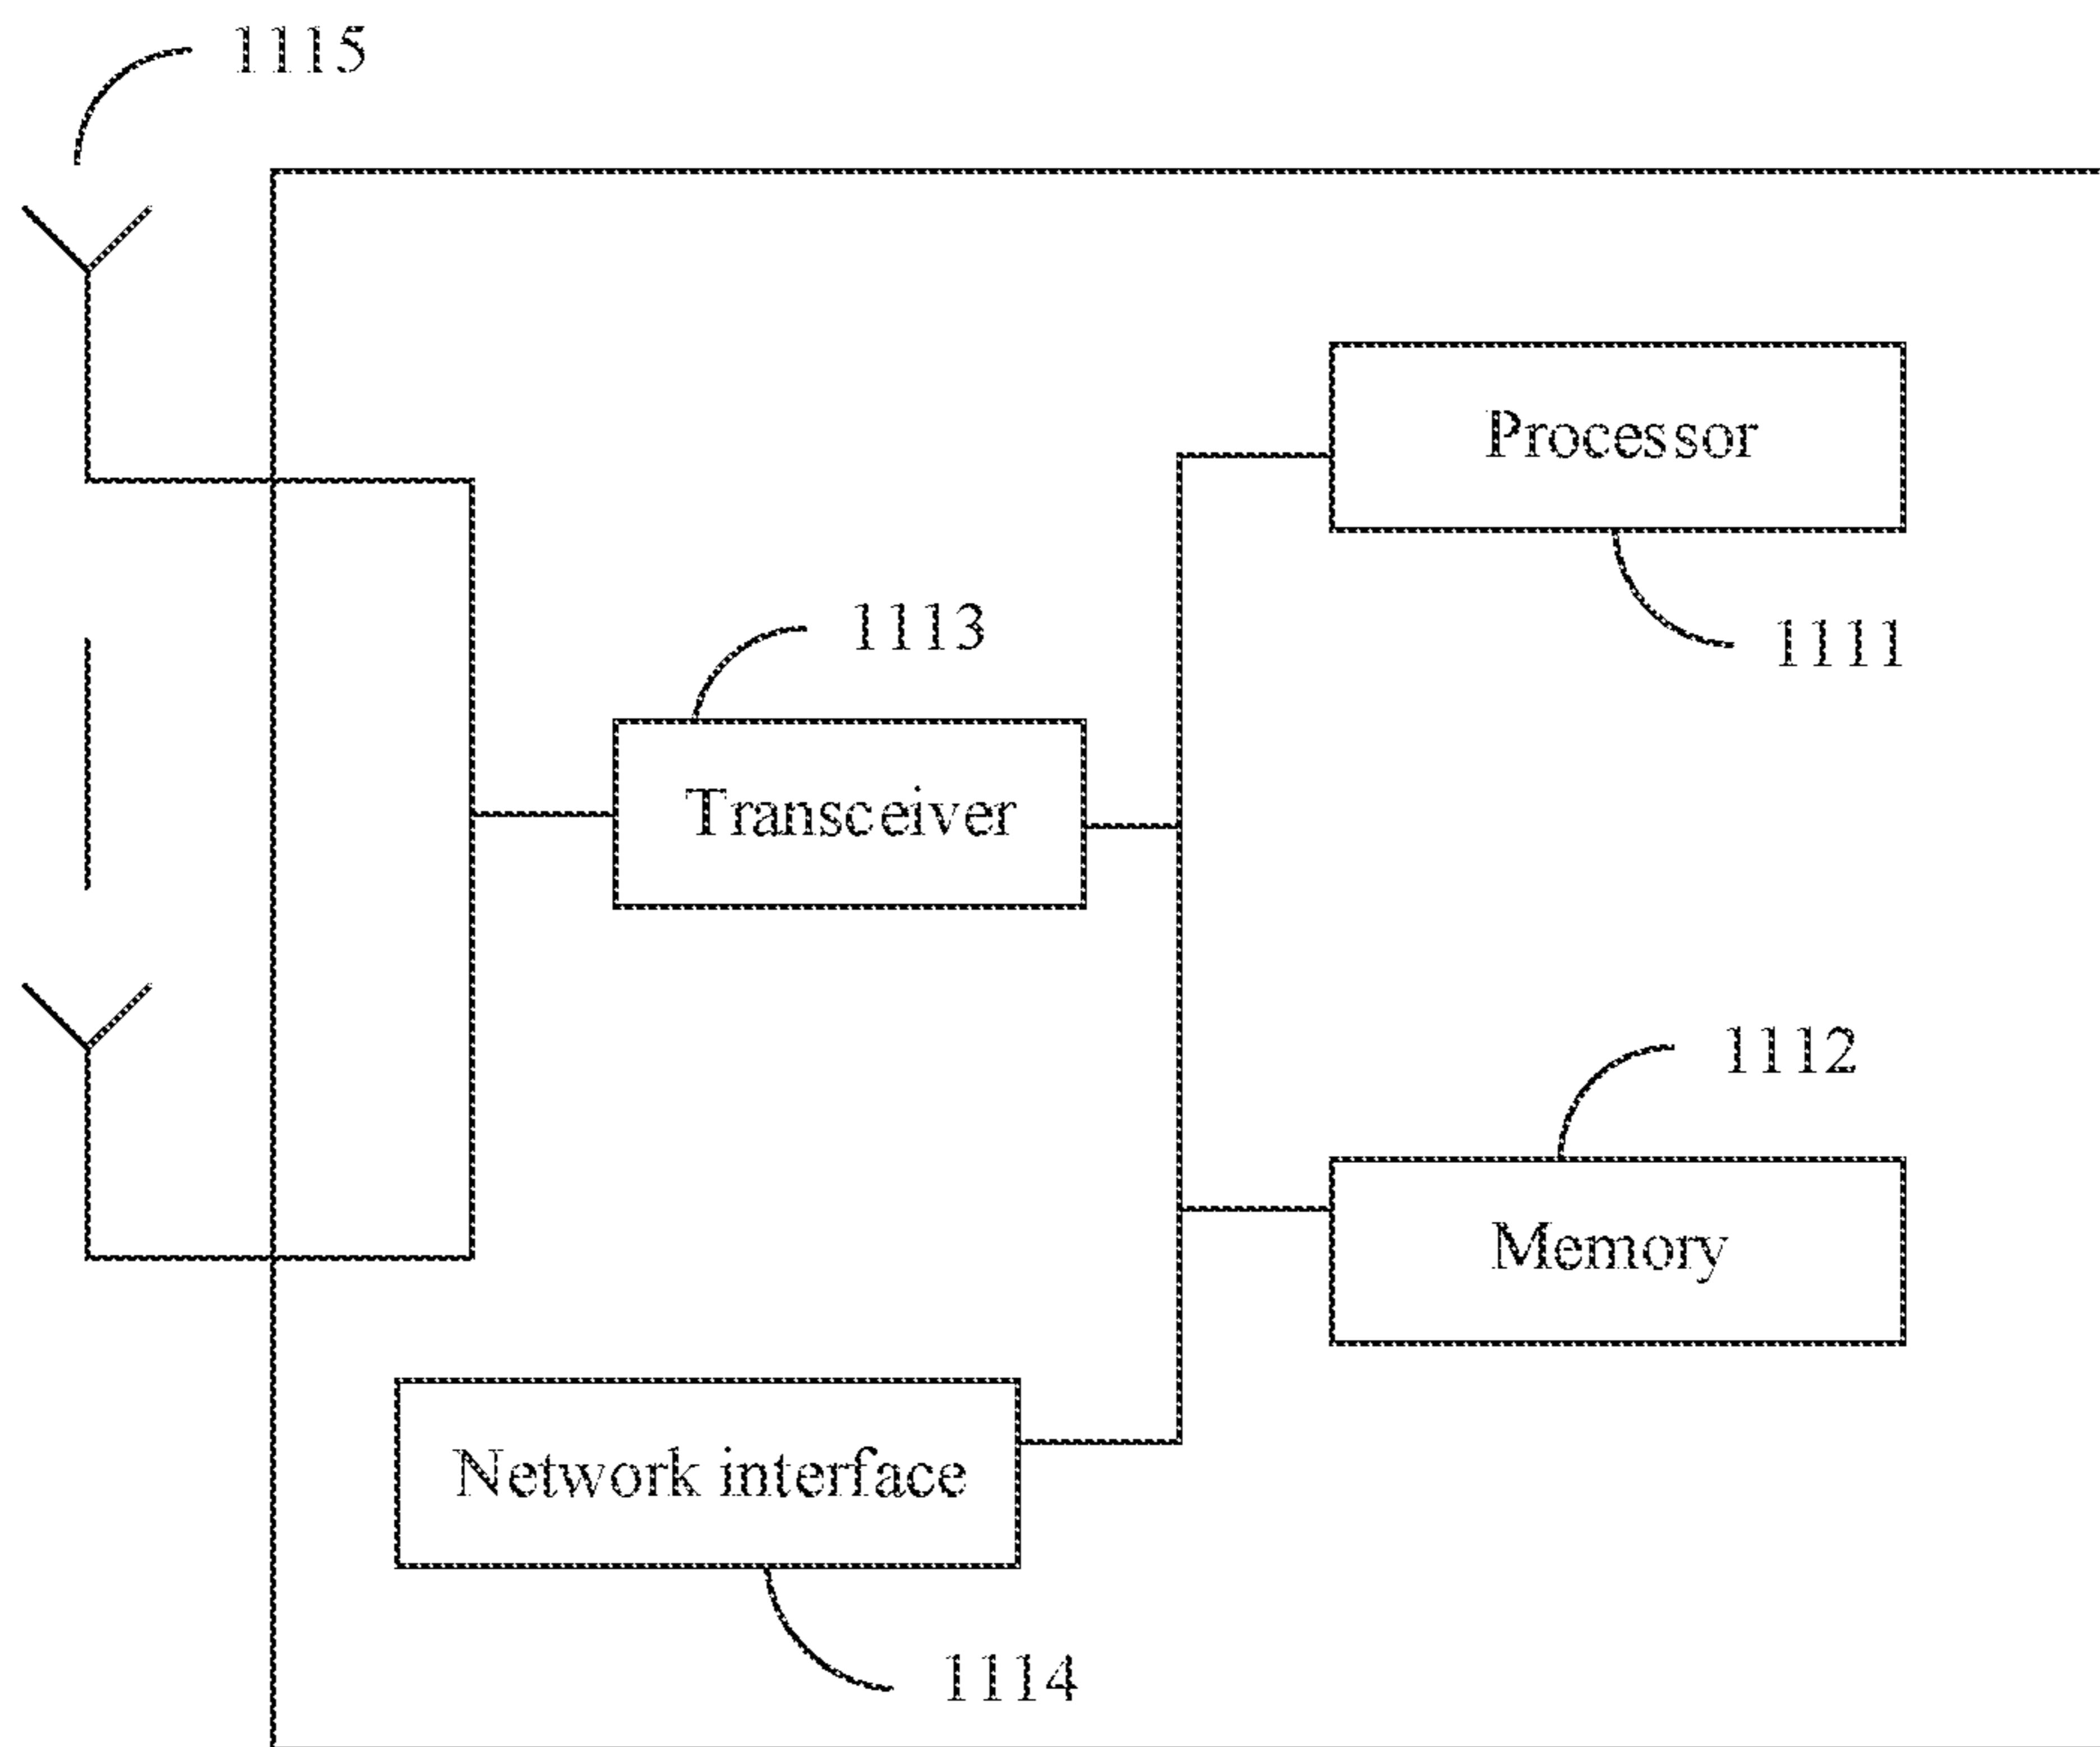 1115
Processor
1113
1111
Transceiver
1112
Memory
Network interface
1114